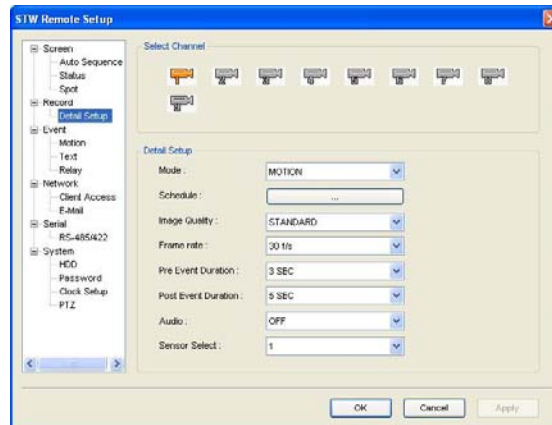 STW Remote Setup
Screen
Auto Sequence
Status
Spot
Record
Detail Setup
Event
Motion
Text
Relay
Network
Client Access
E-Mail
Serial
RS-485/422
System
HDD
Password
Clock Setup
PTZ
Select Channel
Detail Setup
Mode :
MOTION
Schedule :
...
Image Quality :
STANDARD
Frame rate :
30 f/s
Pre Event Duration :
3 SEC
Post Event Duration :
5 SEC
Audio :
OFF
Sensor Select :
1
OK
Cancel
Apply